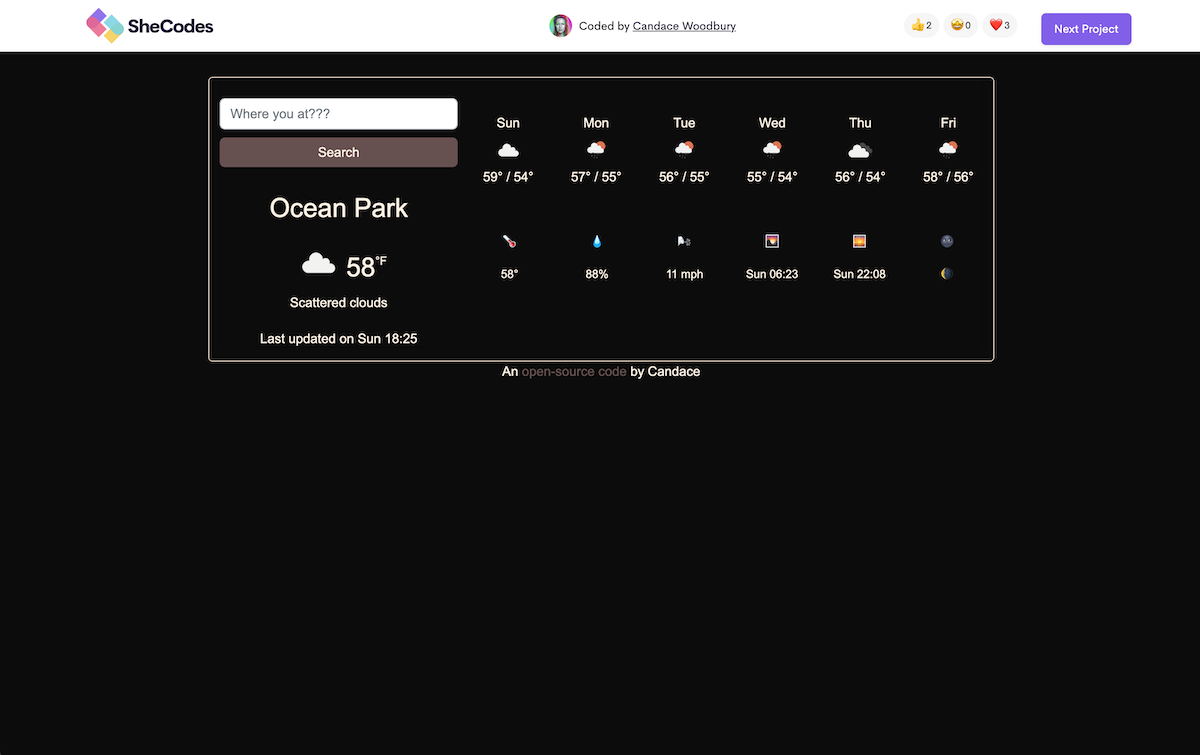 SheCodes
Coded by Candace Woodbury
👍2 🤩0 ❤️3
Next Project
Where you at???
Search
Ocean Park
58°F
Scattered clouds
Last updated on Sun 18:25
Sun Mon Tue Wed Thu Fri
59° / 54° 57° / 55° 56° / 55° 55° / 54° 56° / 54° 58° / 56°
58° 88% 11 mph Sun 06:23 Sun 22:08
An open-source code by Candace